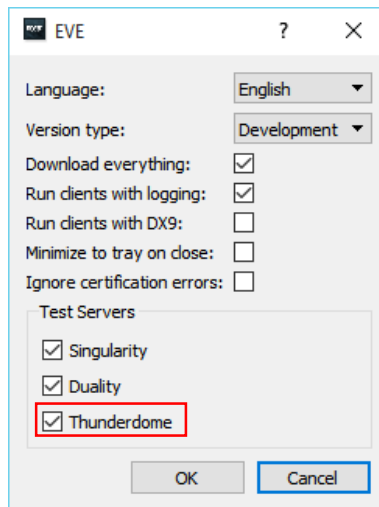 EVE ?
Language: English
Version type: Development
Download everything:
Run clients with logging:
Run clients with DX9:
Minimize to tray on close:
Ignore certification errors:
Test Servers
Singularity
Duality
Thunderdome
OK Cancel